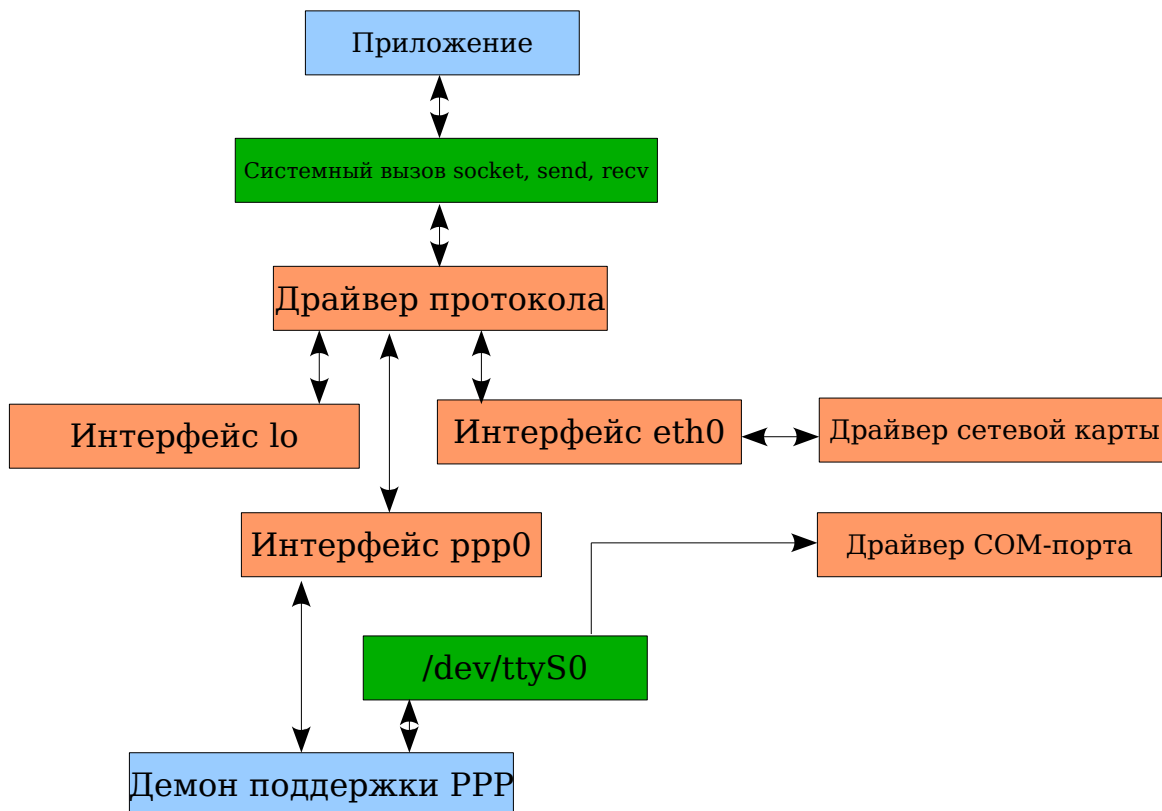 Приложение
Системный вызов socket, send, recv
Драйвер протокола
Интерфейс lo
Интерфейс eth0
Драйвер сетевой карты
Интерфейс ppp0
Драйвер COM-порта
/dev/ttyS0
Демон поддержки PPP